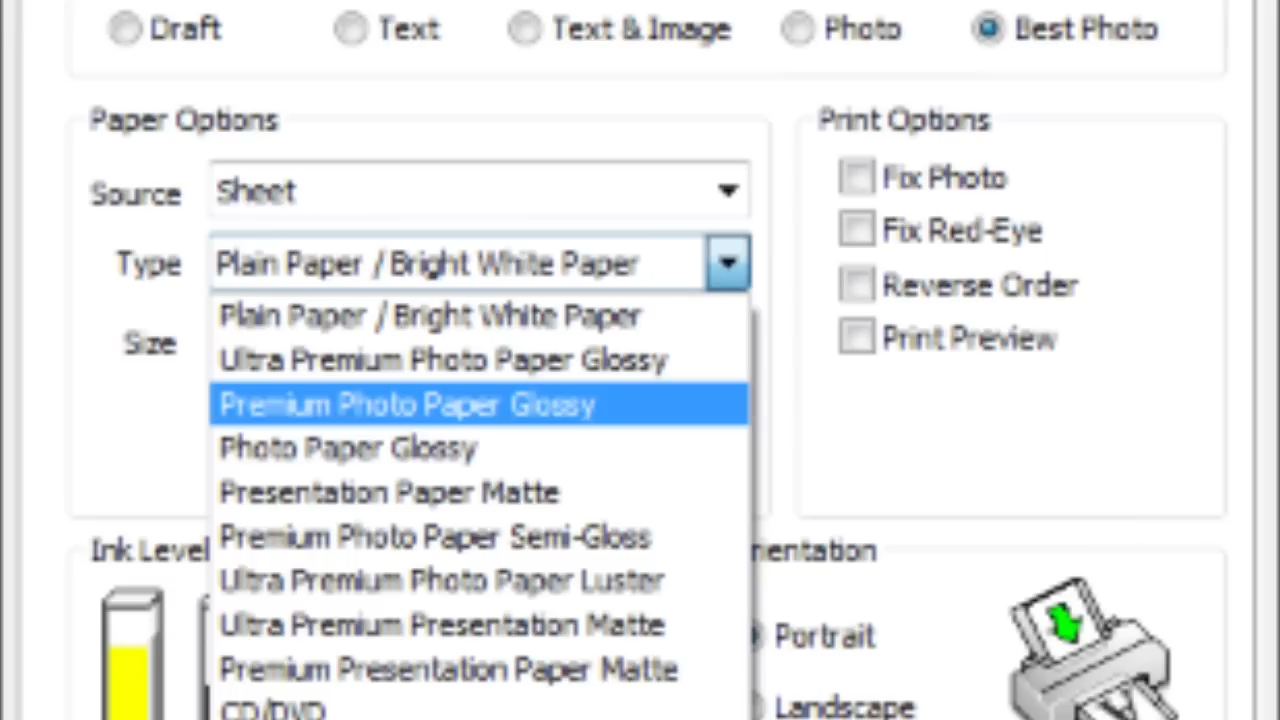 Draft Text Text & Image Photo Best Photo
Paper Options
Source Sheet
Type Plain Paper / Bright White Paper
Size
Plain Paper / Bright White Paper
Ultra Premium Photo Paper Glossy
Premium Photo Paper Glossy
Photo Paper Glossy
Presentation Paper Matte
Premium Photo Paper Semi-Gloss
Ultra Premium Photo Paper Luster
Ultra Premium Presentation Matte
Premium Presentation Paper Matte
CD/DVD
Print Options
Fix Photo
Fix Red-Eye
Reverse Order
Print Preview
Ink Level
Portrait
Landscape